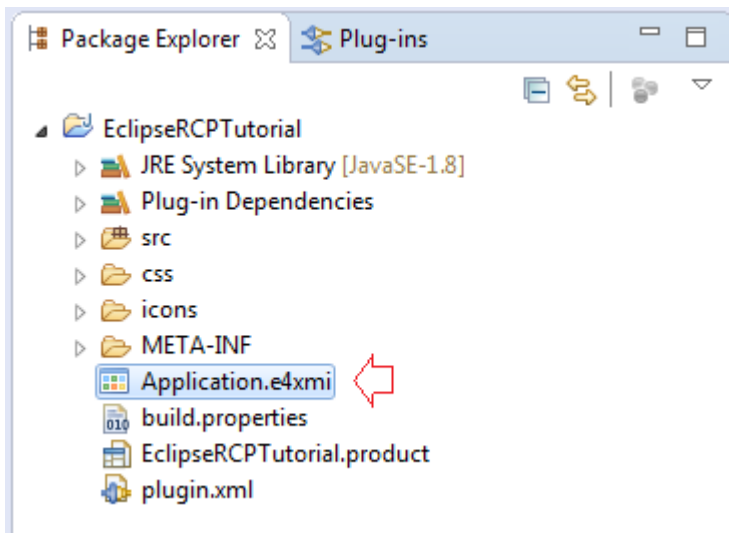 Package Explorer Plug-ins
EclipseRCPTutorial
JRE System Library [JavaSE-1.8]
Plug-in Dependencies
src
css
icons
META-INF
Application.e4xmi
010 build.properties
EclipseRCPTutorial.product
plugin.xml